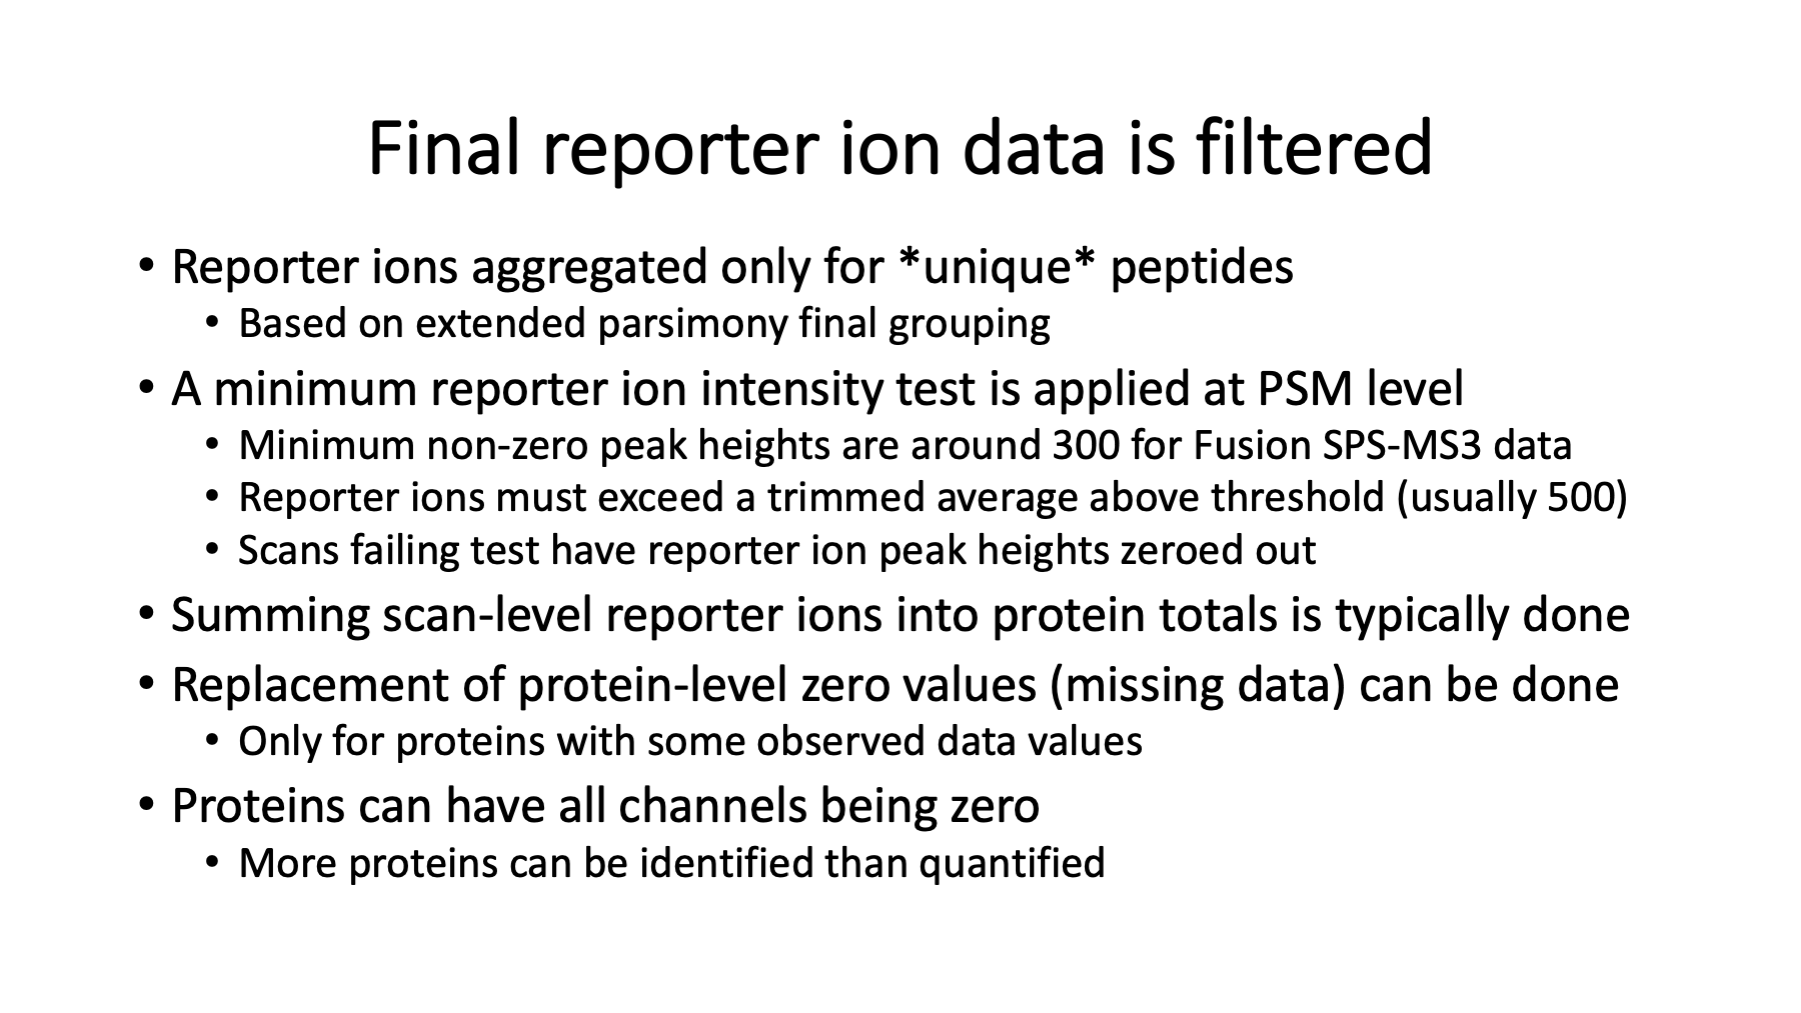 Final reporter ion data is filtered
• Reporter ions aggregated only for *unique* peptides
• Based on extended parsimony final grouping
• A minimum reporter ion intensity test is applied at PSM level
• Minimum non-zero peak heights are around 300 for Fusion SPS-MS3 data
• Reporter ions must exceed a trimmed average above threshold (usually 500)
• Scans failing test have reporter ion peak heights zeroed out
• Summing scan-level reporter ions into protein totals is typically done
• Replacement of protein-level zero values (missing data) can be done
• Only for proteins with some observed data values
• Proteins can have all channels being zero
• More proteins can be identified than quantified